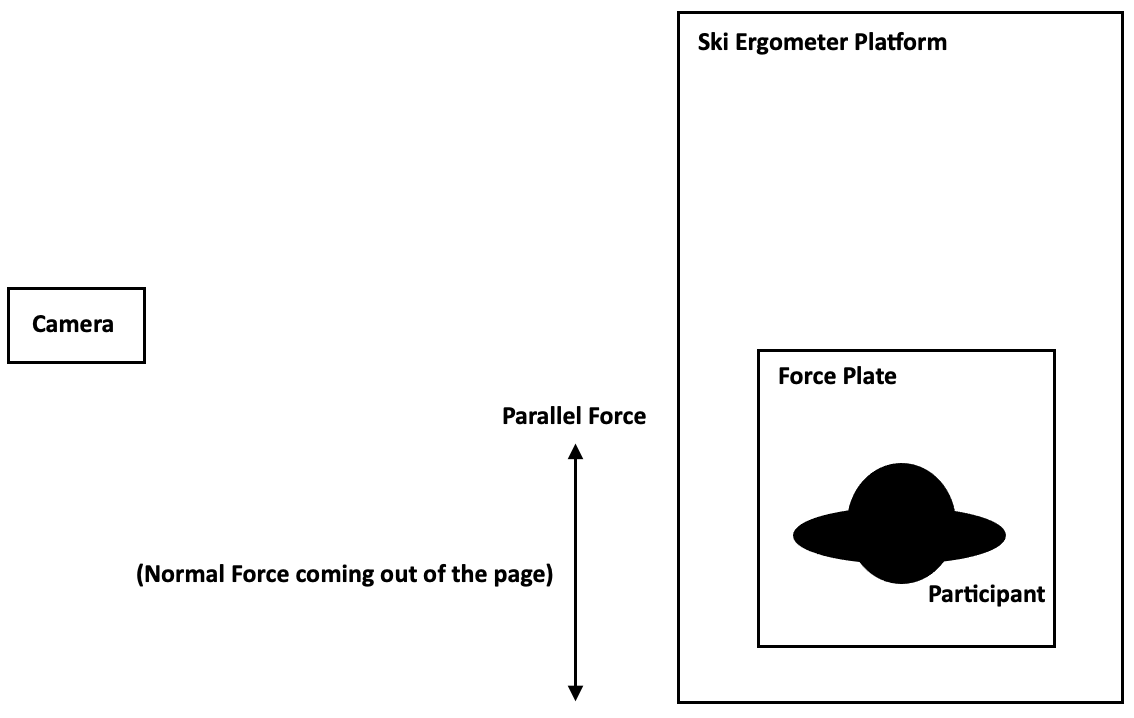 Ski Ergometer Platform
Camera
Force Plate
Parallel Force
(Normal Force coming out of the page)
Participant